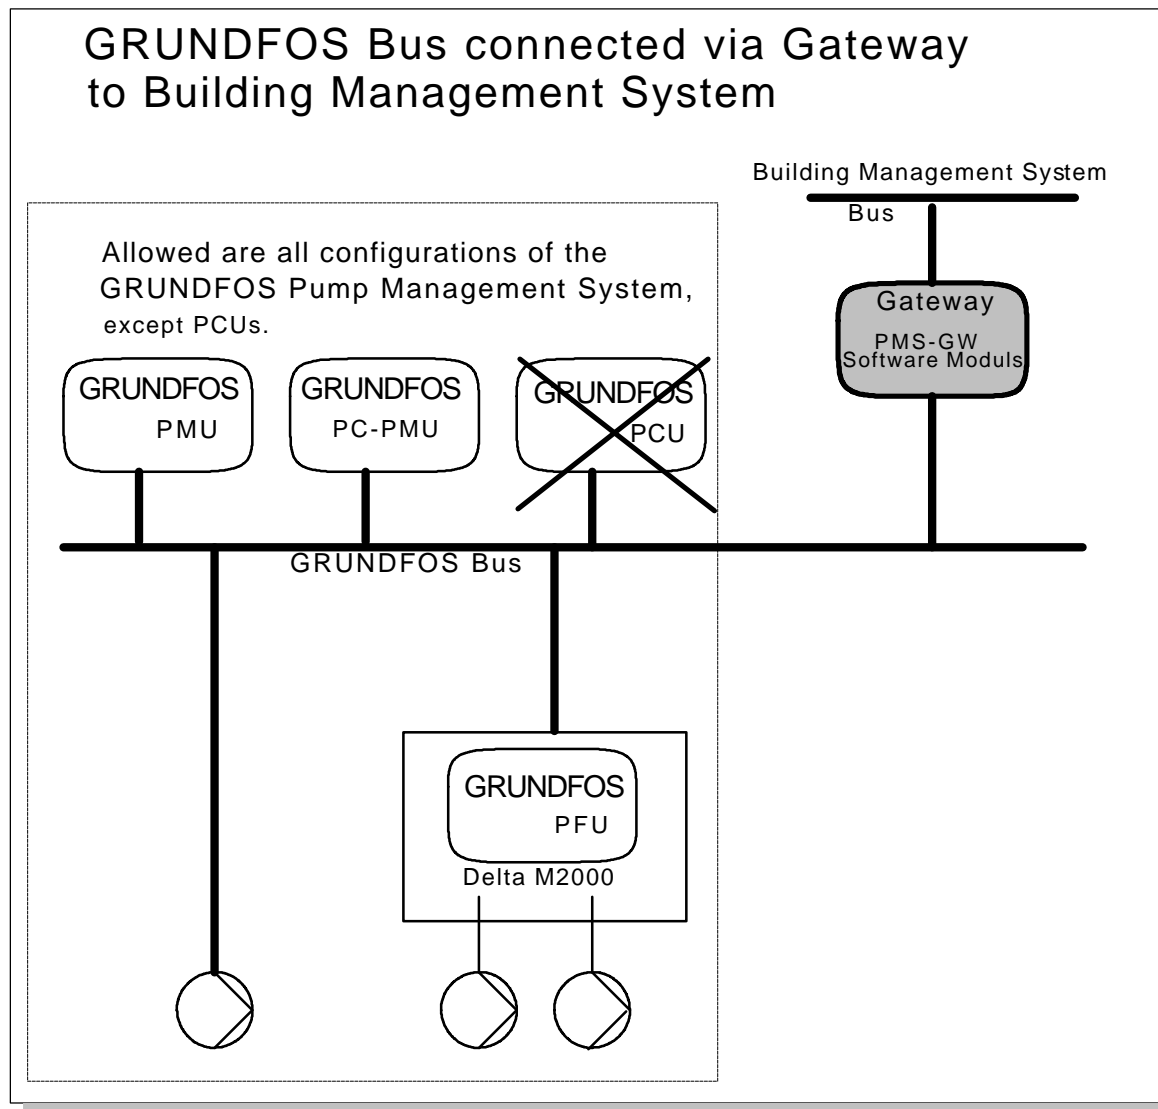 GRUNDFOS Bus connected via Gateway
to Building Management System
Building Management System
Bus
Allowed are all configurations of the
GRUNDFOS Pump Management System,
except PCUs.
Gateway
PMS-GW
Software Moduls
GRUNDFOS
PMU
GRUNDFOS
PC-PMU
GRUNDFOS
PCU
GRUNDFOS Bus
GRUNDFOS
PFU
Delta M2000